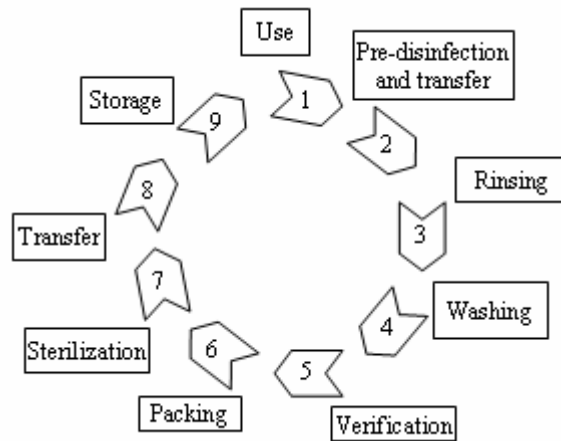 Use
1
Pre-disinfection
and transfer
2
Rinsing
3
Washing
4
Verification
5
Packing
6
Sterilization
7
Transfer
8
Storage
9